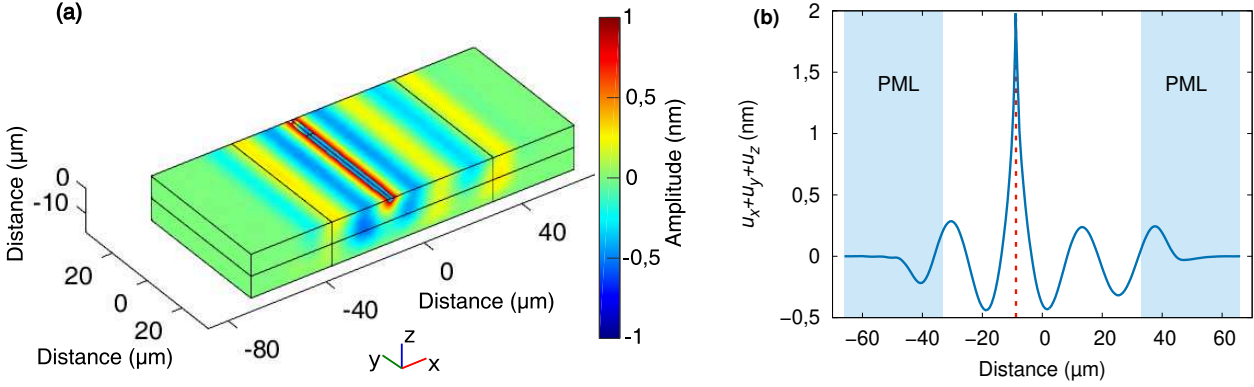 (a)
1
0,5
0
-0,5
-1
Amplitude (nm)
Distance (µm)
0
-10
20
0
20
Distance (µm)
-80
-40
0
40
Distance (µm)
z
y
x
(b)
2
1,5
1
0,5
0
−0,5
uₓ+uᵧ+u_z (nm)
PML
PML
−60
−40
−20
0
20
40
60
Distance (µm)